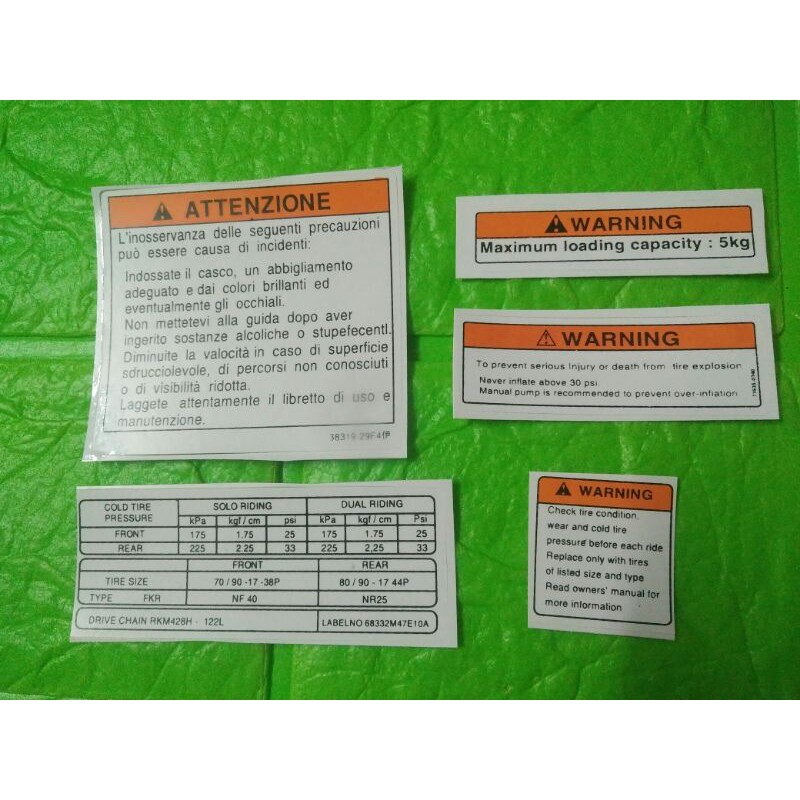 ATTENZIONE
L'inosservanza delle seguenti precauzioni
può essere causa di incidenti:
Indossate il casco, un abbigliamento
adeguato e dai colori brillanti ed
eventualmente gli occhiali.
Non mettetevi alla guida dopo aver
ingerito sostanze alcoliche o stupefecentl.
Diminuite la valocità in caso di superficie
sdrucciolevole, di percorsi non conosciuti
o di visibilità ridotta.
Laggete attentamente il libretto di uso e
manutenzione.
WARNING
Maximum loading capacity : 5kg
WARNING
To prevent serious Injury or death from tire explosion
Never inflate above 30 psi
Manual pump is recommended to prevent over-inflation
COLD TIRE PRESSURE SOLO RIDING DUAL RIDING
kPa kgf / cm psi kPa kgf / cm Psi
FRONT 175 1.75 25 175 1.75 25
REAR 225 2.25 33 225 2,25 33
FRONT REAR
TIRE SIZE 70 / 90 -17 -38P 80 / 90 - 17 44P
TYPE FKR NF 40 NR25
DRIVE CHAIN RKM428H - 122L LABELNO 68332M47E10A
WARNING
Check tire condition,
wear and cold tire
pressure before each ride
Replace only with tires
of listed size and type
Read owners' manual for
more information